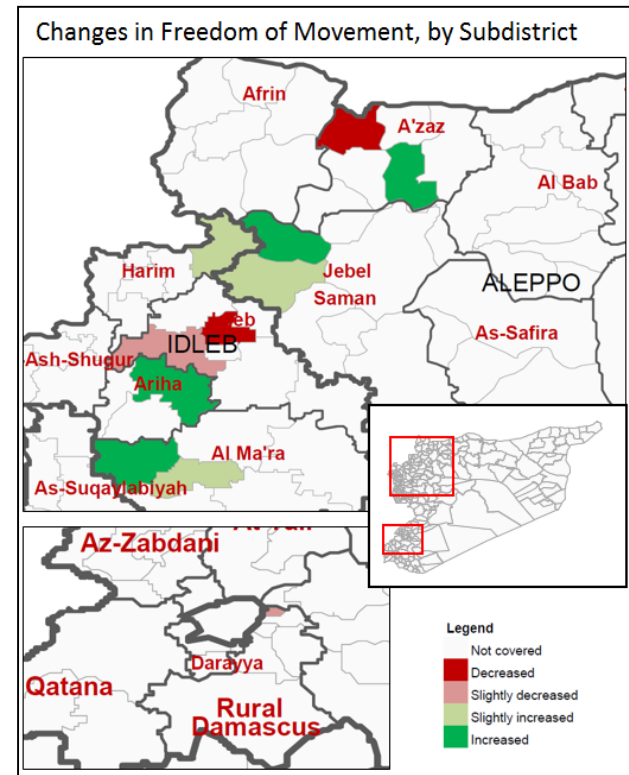 Changes in Freedom of Movement, by Subdistrict
Afrin
A'zaz
Al Bab
Harim
Jebel
Saman
ALEPPO
As-Safira
IDLEB
Ash-Shugur
Ariha
Al Ma'ra
As-Suqaylabiyah
Az-Zabdani
Darayya
Qatana
Rural
Damascus
Legend
Not covered
Decreased
Slightly decreased
Slightly increased
Increased